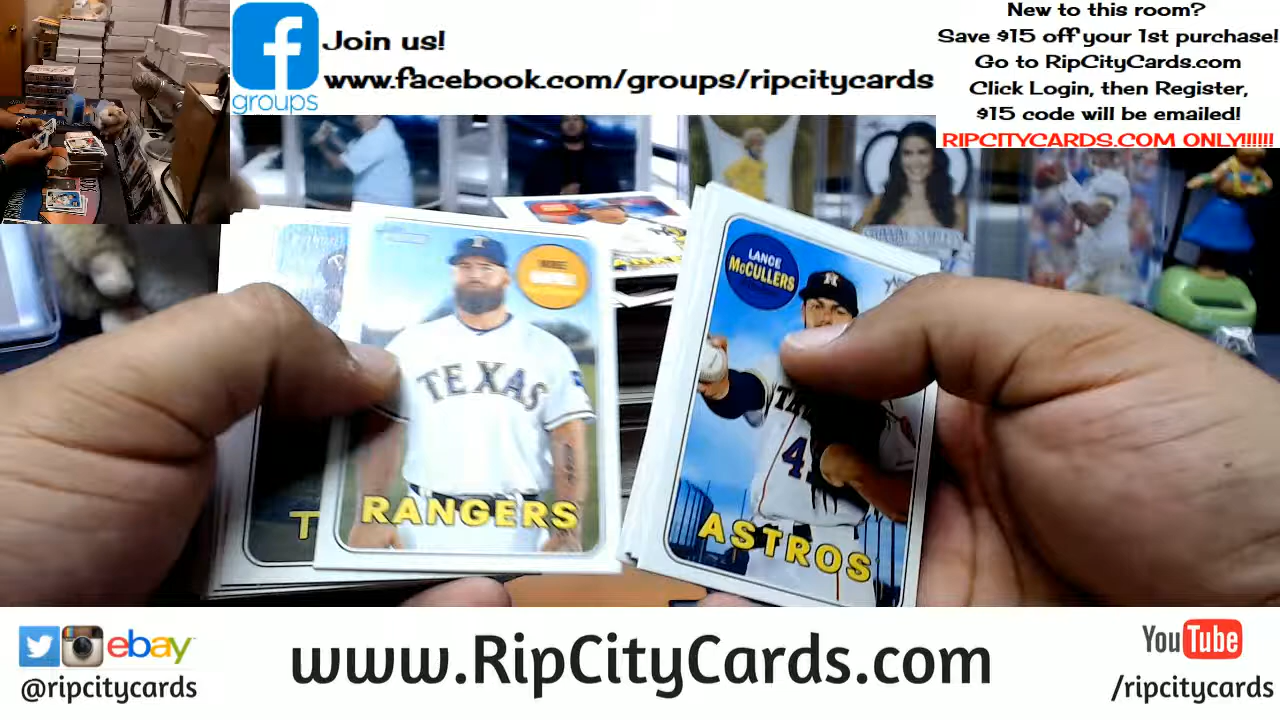 Join us!
www.facebook.com/groups/ripcitycards
groups
New to this room?
Save $15 off your 1st purchase!
Go to RipCityCards.com
Click Login, then Register,
$15 code will be emailed!
RIPCITYCARDS.COM ONLY!!!!!!
TEXAS
RANGERS
LANCE
McCULLERS
ASTROS
ebay
@ripcitycards
www.RipCityCards.com
YouTube
/ripcitycards